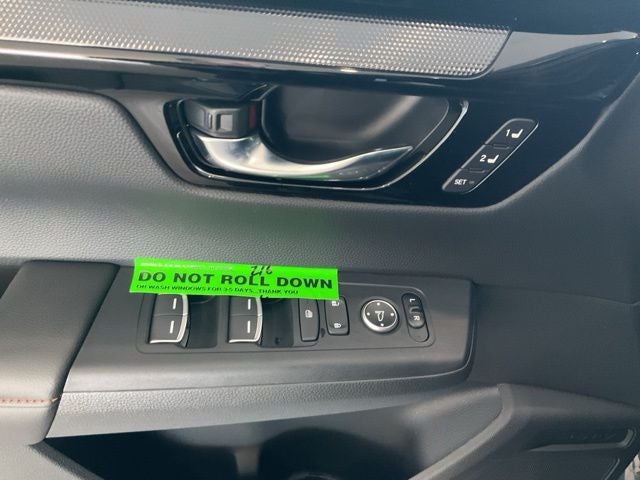 1
2
SET
DO NOT ROLL DOWN
OR WASH WINDOWS FOR 3-5 DAYS...THANK YOU
L R